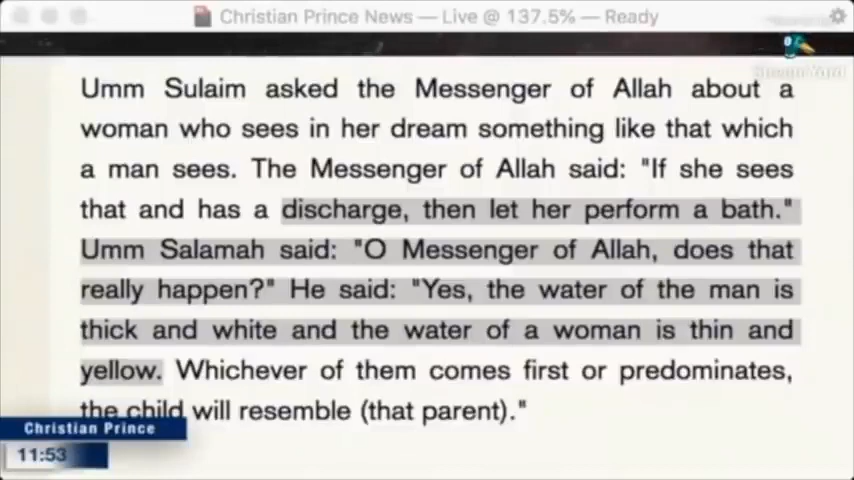 Christian Prince News — Live @ 137.5% — Ready
Umm Sulaim asked the Messenger of Allah about a
woman who sees in her dream something like that which
a man sees. The Messenger of Allah said: "If she sees
that and has a discharge, then let her perform a bath."
Umm Salamah said: "O Messenger of Allah, does that
really happen?" He said: "Yes, the water of the man is
thick and white and the water of a woman is thin and
yellow. Whichever of them comes first or predominates,
the child will resemble (that parent)."
Christian Prince
11:53